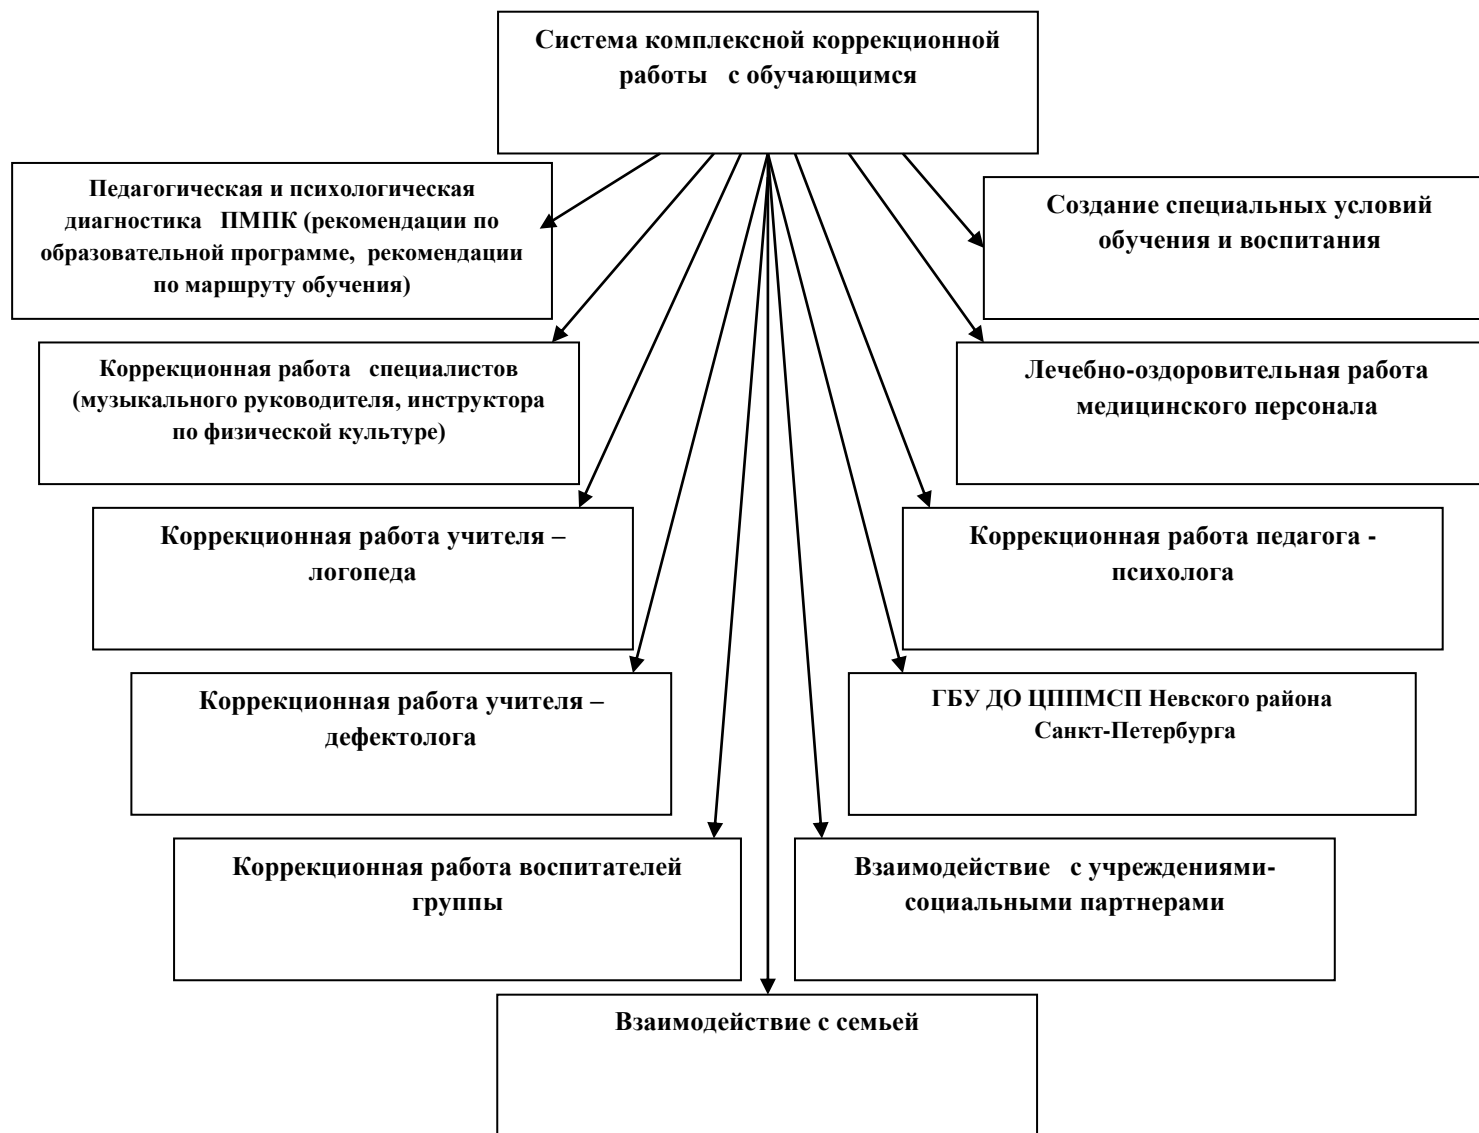 Система комплексной коррекционной
работы с обучающимся
Педагогическая и психологическая
диагностика ПМПК (рекомендации по
образовательной программе, рекомендации
по маршруту обучения)
Создание специальных условий
обучения и воспитания
Коррекционная работа специалистов
(музыкального руководителя, инструктора
по физической культуре)
Лечебно-оздоровительная работа
медицинского персонала
Коррекционная работа учителя –
логопеда
Коррекционная работа педагога -
психолога
Коррекционная работа учителя –
дефектолога
ГБУ ДО ЦППМСП Невского района
Санкт-Петербурга
Коррекционная работа воспитателей
группы
Взаимодействие с учреждениями-
социальными партнерами
Взаимодействие с семьей